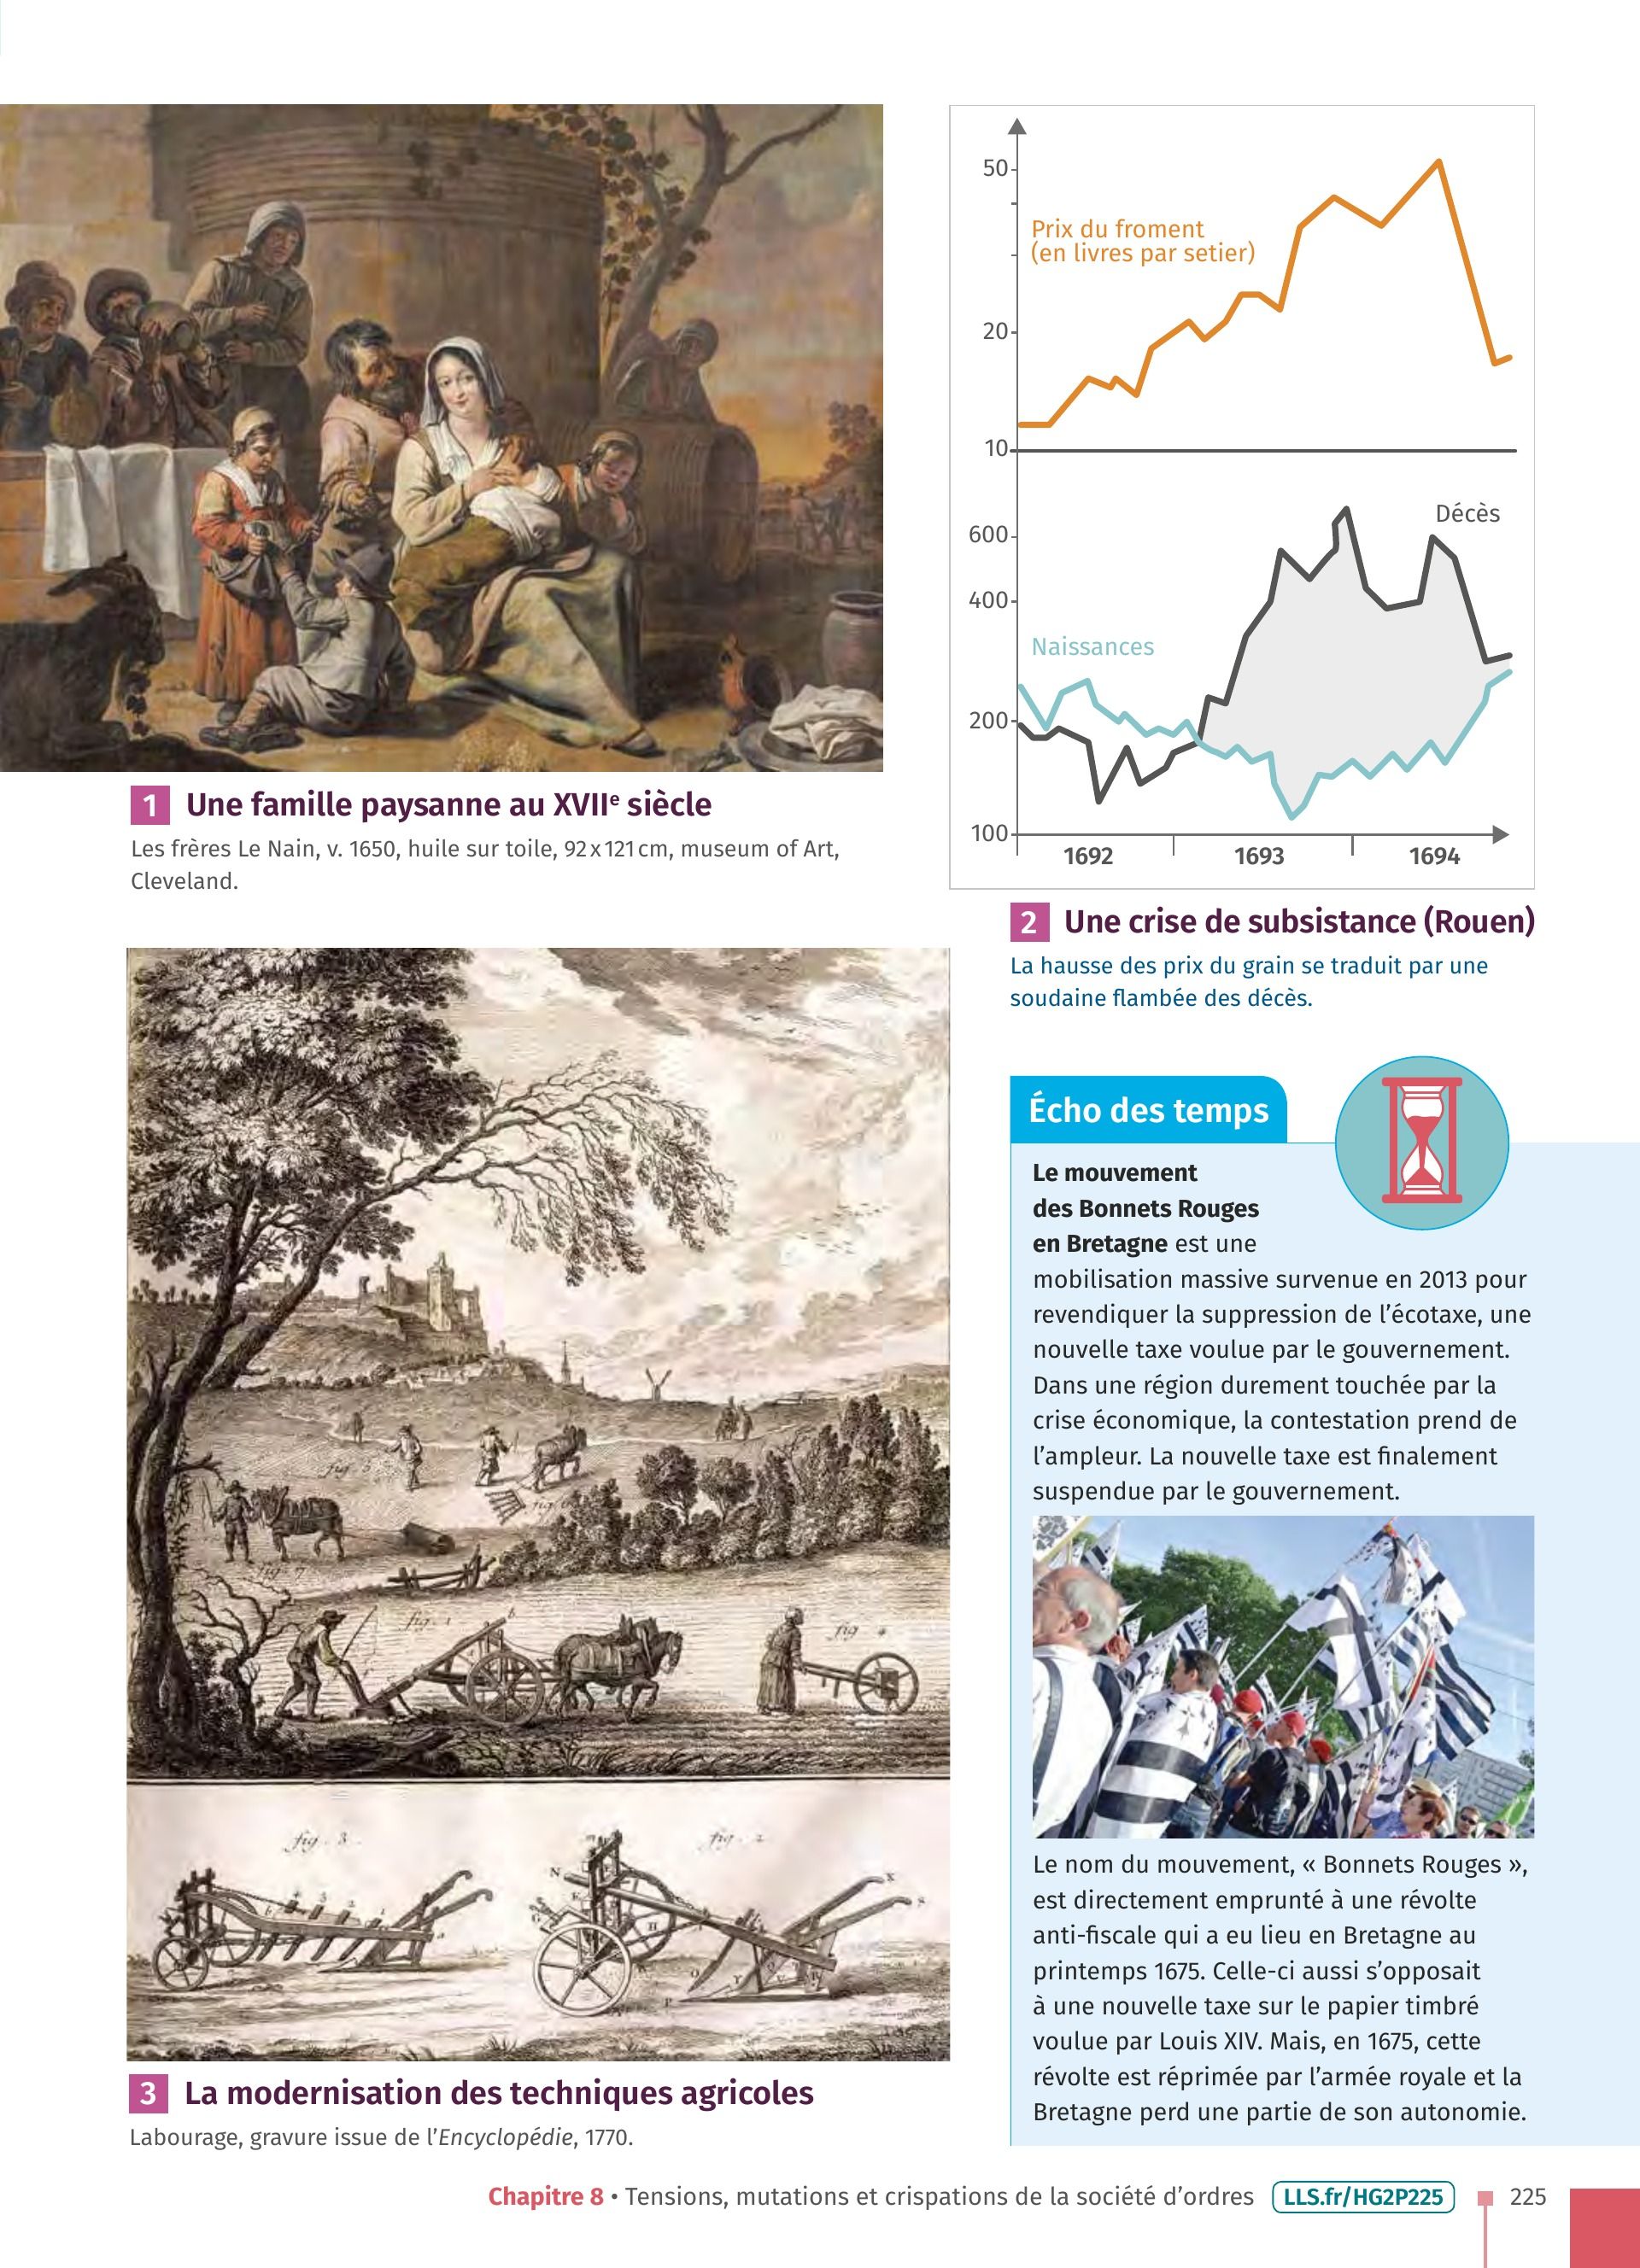 50
Prix du froment
(en livres par setier)
20
10
Décès
600
400
Naissances
200
100
1692
1693
1694
1 Une famille paysanne au XVIIe siècle
Les frères Le Nain, v. 1650, huile sur toile, 92 x 121 cm, museum of Art,
Cleveland.
2 Une crise de subsistance (Rouen)
La hausse des prix du grain se traduit par une
soudaine flambée des décès.
fig. 1
fig. 4
fig. 3.
fig. 2
3 La modernisation des techniques agricoles
Labourage, gravure issue de l’Encyclopédie, 1770.
Écho des temps
Le mouvement
des Bonnets Rouges
en Bretagne est une
mobilisation massive survenue en 2013 pour
revendiquer la suppression de l’écotaxe, une
nouvelle taxe voulue par le gouvernement.
Dans une région durement touchée par la
crise économique, la contestation prend de
l’ampleur. La nouvelle taxe est finalement
suspendue par le gouvernement.
Le nom du mouvement, « Bonnets Rouges »,
est directement emprunté à une révolte
anti-fiscale qui a eu lieu en Bretagne au
printemps 1675. Celle-ci aussi s’opposait
à une nouvelle taxe sur le papier timbré
voulue par Louis XIV. Mais, en 1675, cette
révolte est réprimée par l’armée royale et la
Bretagne perd une partie de son autonomie.
Chapitre 8 • Tensions, mutations et crispations de la société d’ordres LLS.fr/HG2P225 225